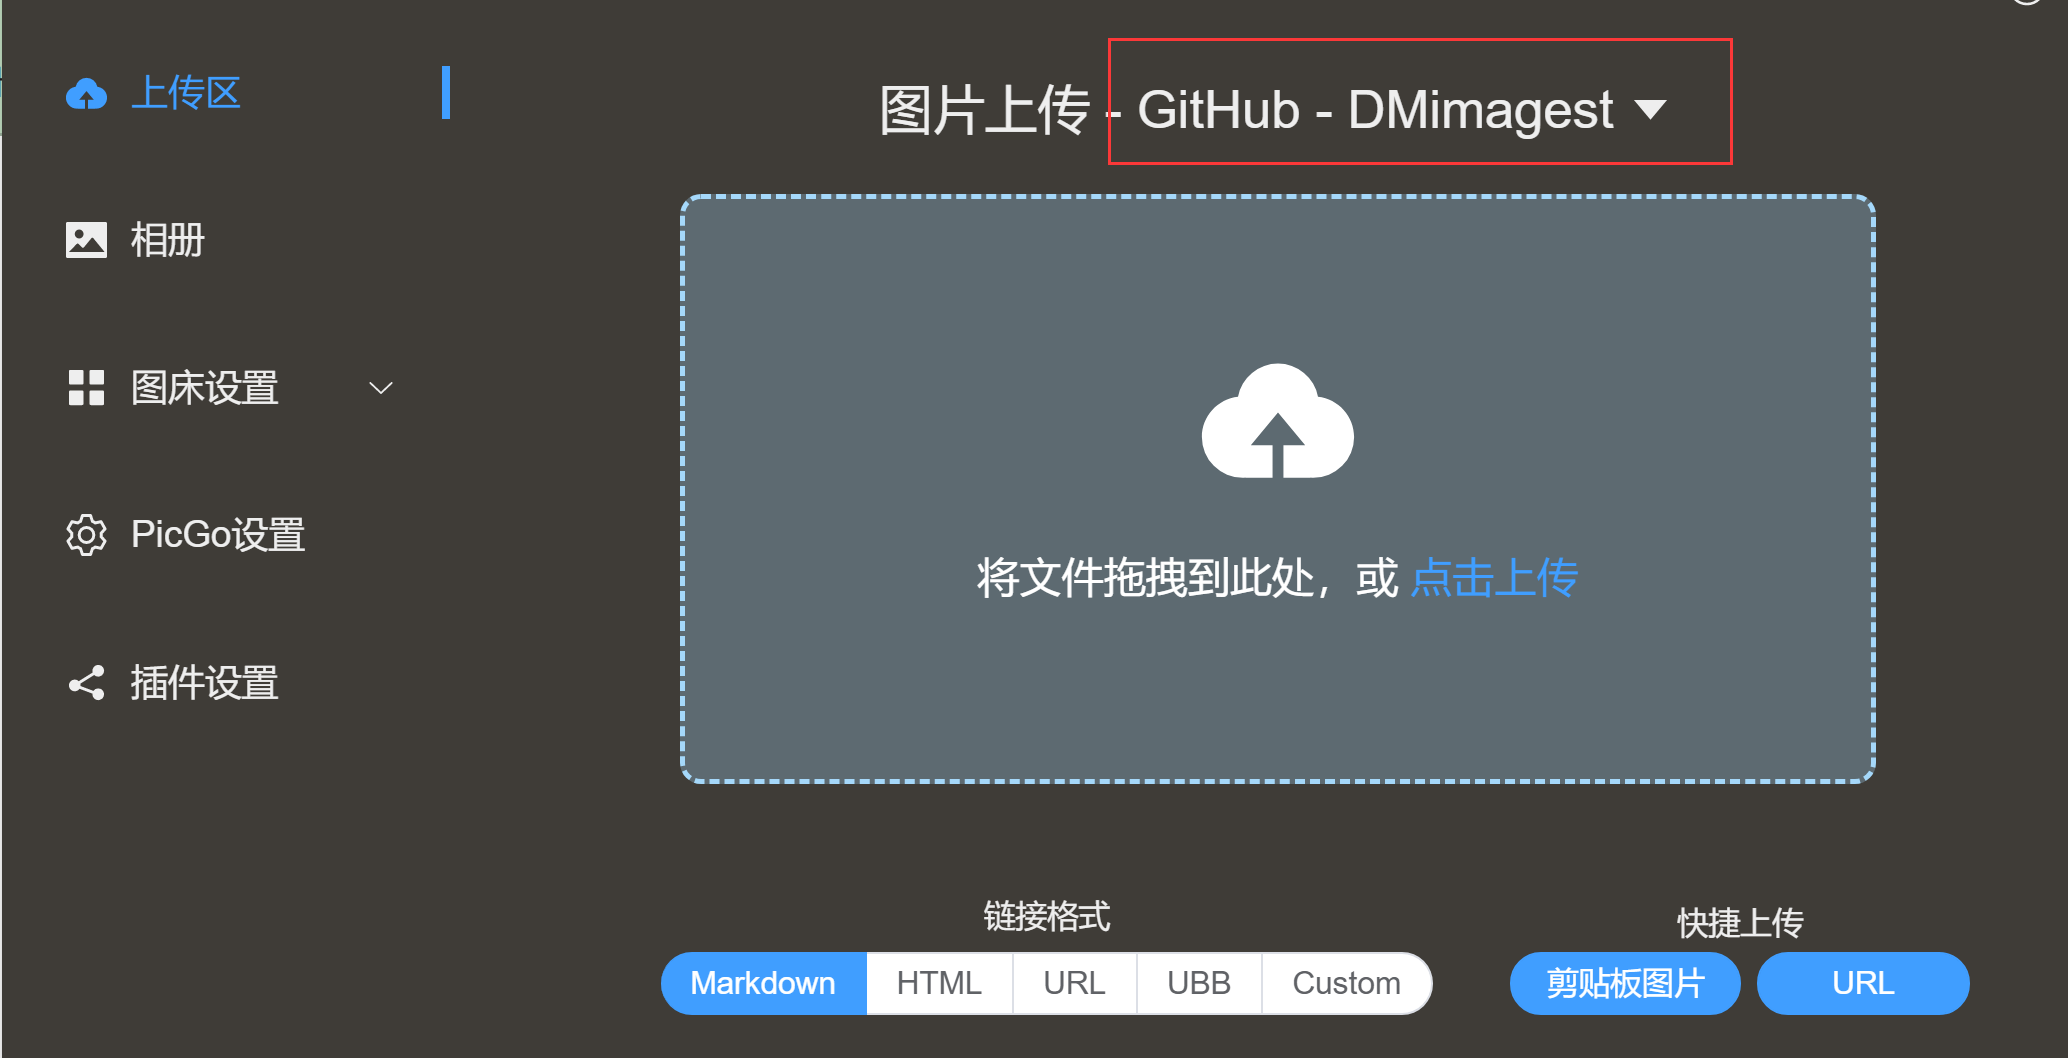 上传区
相册
图床设置
PicGo设置
插件设置
图片上传 - GitHub - DMimagest
将文件拖拽到此处，或 点击上传
链接格式
Markdown HTML URL UBB Custom
快捷上传
剪贴板图片 URL